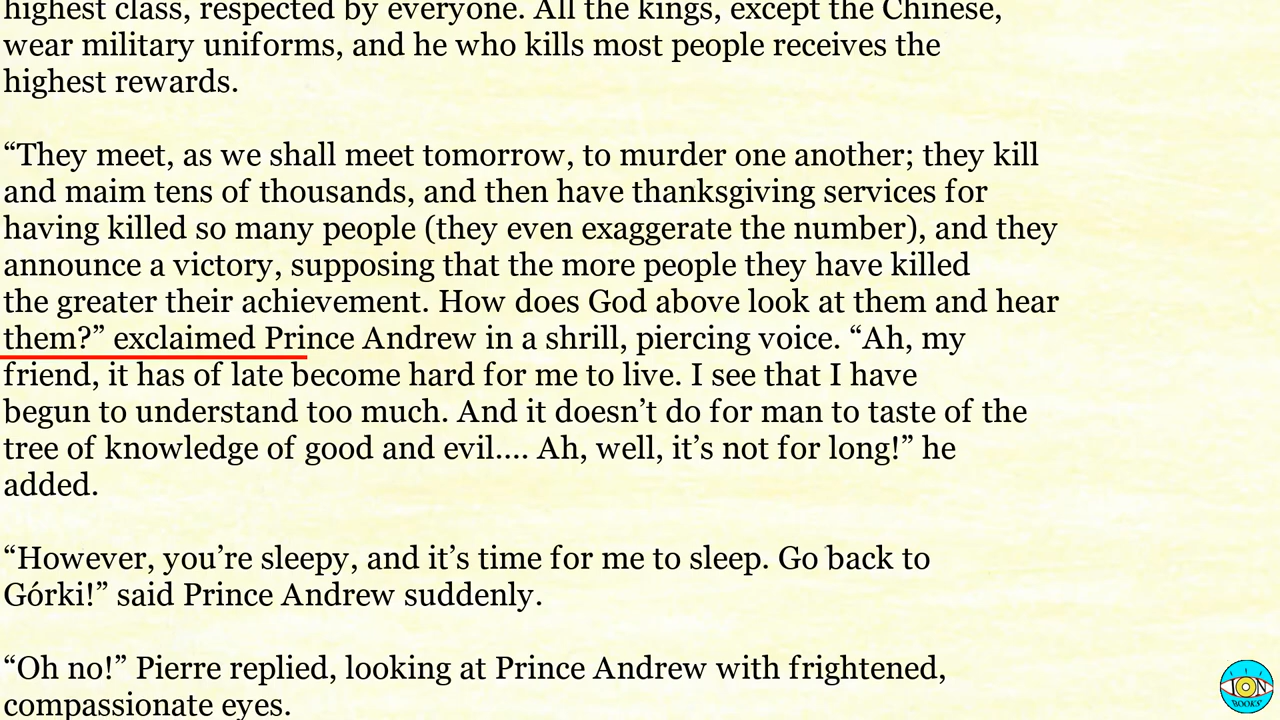 highest class, respected by everyone. All the kings, except the Chinese,
wear military uniforms, and he who kills most people receives the
highest rewards.
“They meet, as we shall meet tomorrow, to murder one another; they kill
and maim tens of thousands, and then have thanksgiving services for
having killed so many people (they even exaggerate the number), and they
announce a victory, supposing that the more people they have killed
the greater their achievement. How does God above look at them and hear
them?” exclaimed Prince Andrew in a shrill, piercing voice. “Ah, my
friend, it has of late become hard for me to live. I see that I have
begun to understand too much. And it doesn’t do for man to taste of the
tree of knowledge of good and evil.... Ah, well, it’s not for long!” he
added.
“However, you’re sleepy, and it’s time for me to sleep. Go back to
Górki!” said Prince Andrew suddenly.
“Oh no!” Pierre replied, looking at Prince Andrew with frightened,
compassionate eyes.
ION
BOOKS